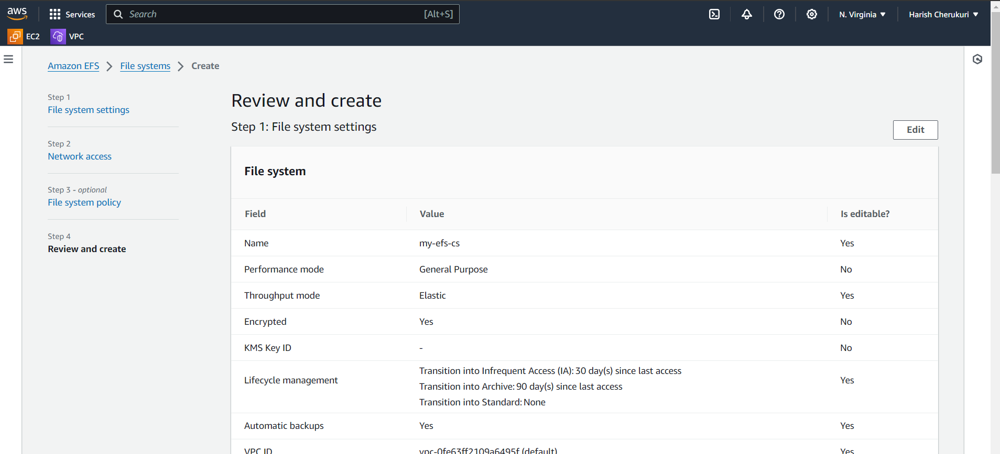 aws
Services
Search
[Alt+S]
N. Virginia
Harish Cherukuri
EC2
VPC
Amazon EFS
File systems
Create
Step 1
File system settings
Step 2
Network access
Step 3 - optional
File system policy
Step 4
Review and create
Review and create
Step 1: File system settings
Edit
File system
Field Value Is editable?
Name my-efs-cs Yes
Performance mode General Purpose No
Throughput mode Elastic Yes
Encrypted Yes No
KMS Key ID - No
Lifecycle management
Transition into Infrequent Access (IA): 30 day(s) since last access
Transition into Archive: 90 day(s) since last access
Transition into Standard: None
Yes
Automatic backups Yes Yes
VPC ID vpc-0fe63ff2109a6495f (default) Yes